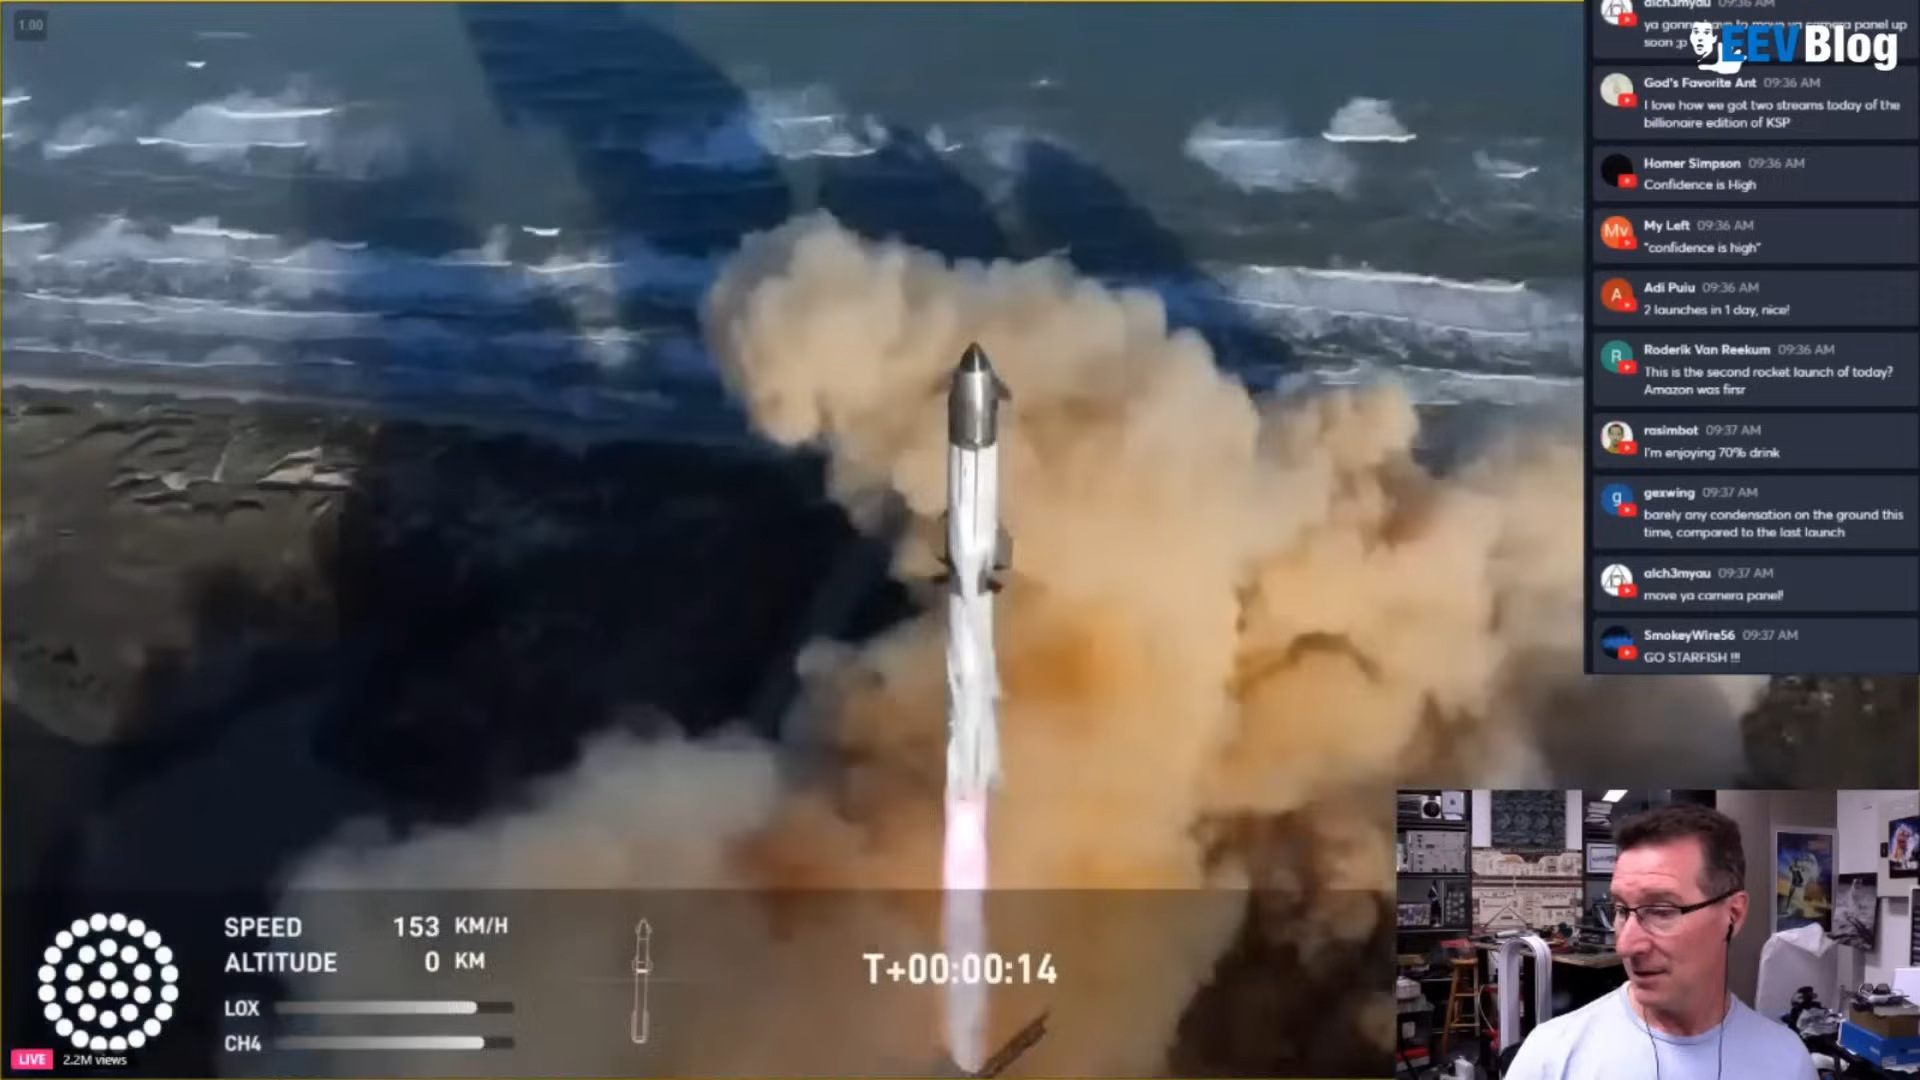 1.00
alch3myau 09:36 AM
ya gonna have to move ya camera panel up
soon ;p
EEVBlog
God's Favorite Ant 09:36 AM
I love how we got two streams today of the
billionaire edition of KSP
Homer Simpson 09:36 AM
Confidence is High
Mv
My Left 09:36 AM
"confidence is high"
A
Adi Puiu 09:36 AM
2 launches in 1 day, nice!
R
Roderik Van Reekum 09:36 AM
This is the second rocket launch of today?
Amazon was firsr
rasimbot 09:37 AM
I'm enjoying 70% drink
g
gexwing 09:37 AM
barely any condensation on the ground this
time, compared to the last launch
alch3myau 09:37 AM
move ya camera panel!
SmokeyWire56 09:37 AM
GO STARFISH !!!
SPEED 153 KM/H
ALTITUDE 0 KM
LOX
CH4
T+00:00:14
LIVE 2.2M views